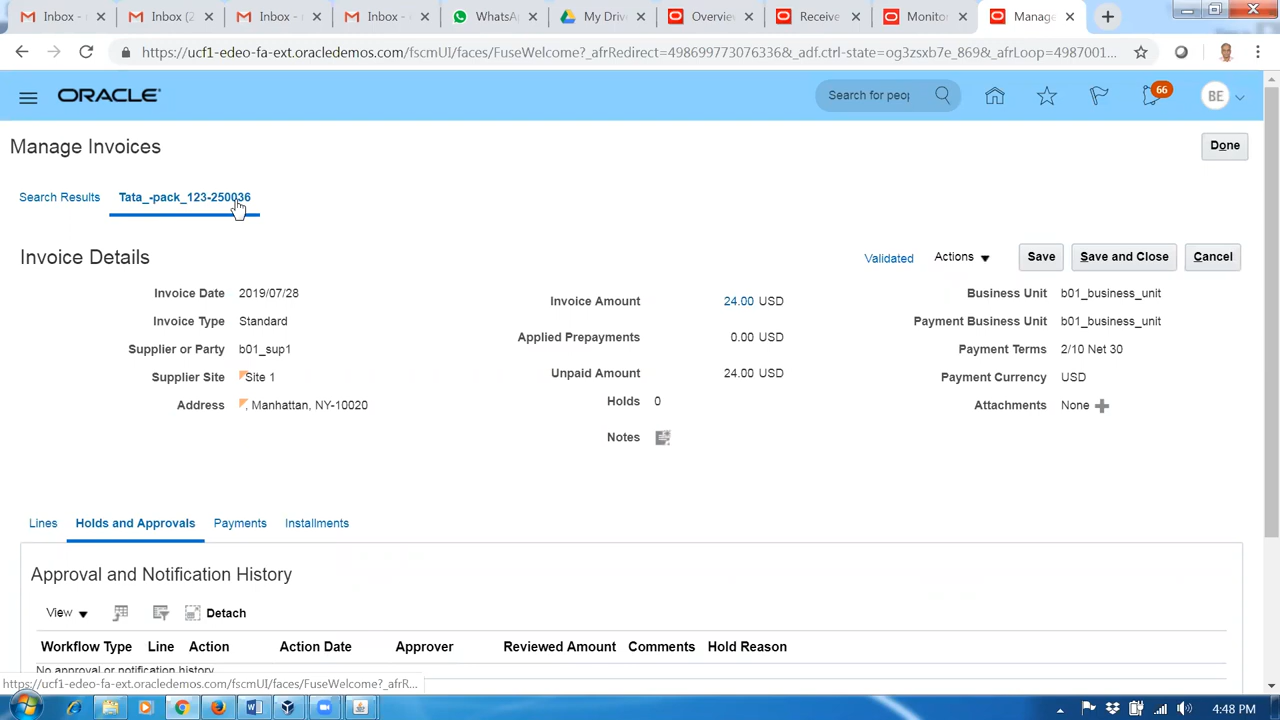 Inbox - Inbox ( Inbox - Inbox - WhatsA My Driv Overvie Receive Monitor Manag
https://ucf1-edeo-fa-ext.oracledemos.com/fscmUI/faces/FuseWelcome?_afrRedirect=49869977307​6336&_adf.ctrl-state=og3zsxb7e_869&_afrLoop=4987001...
ORACLE Search for peop 66 BE
Manage Invoices Done
Search Results Tata_-pack_123-250036
Invoice Details Validated Actions Save Save and Close Cancel
Invoice Date 2019/07/28 Invoice Amount 24.00 USD Business Unit b01_business_unit
Invoice Type Standard Applied Prepayments 0.00 USD Payment Business Unit b01_business_unit
Supplier or Party b01_sup1 Unpaid Amount 24.00 USD Payment Terms 2/10 Net 30
Supplier Site Site 1 Holds 0 Payment Currency USD
Address , Manhattan, NY-10020 Notes Attachments None
Lines Holds and Approvals Payments Installments
Approval and Notification History
View Detach
Workflow Type Line Action Action Date Approver Reviewed Amount Comments Hold Reason
No approval or notification history
https://ucf1-edeo-fa-ext.oracledemos.com/fscmUI/faces/FuseWelcome?_afrR...
4:48 PM